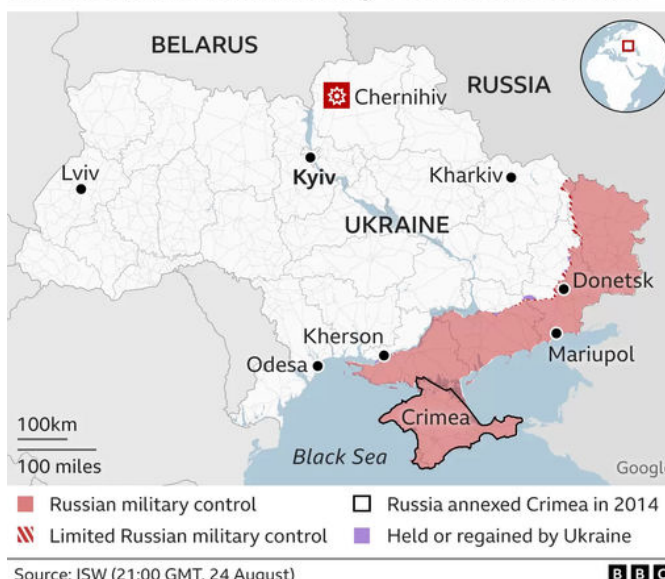 BELARUS
RUSSIA
Chernihiv
Lviv
Kyiv
Kharkiv
UKRAINE
Donetsk
Kherson
Mariupol
Odesa
Crimea
100km
100 miles
Black Sea
Google
Russian military control
Russia annexed Crimea in 2014
Limited Russian military control
Held or regained by Ukraine
Source: ISW (21:00 GMT, 24 August)
BBC